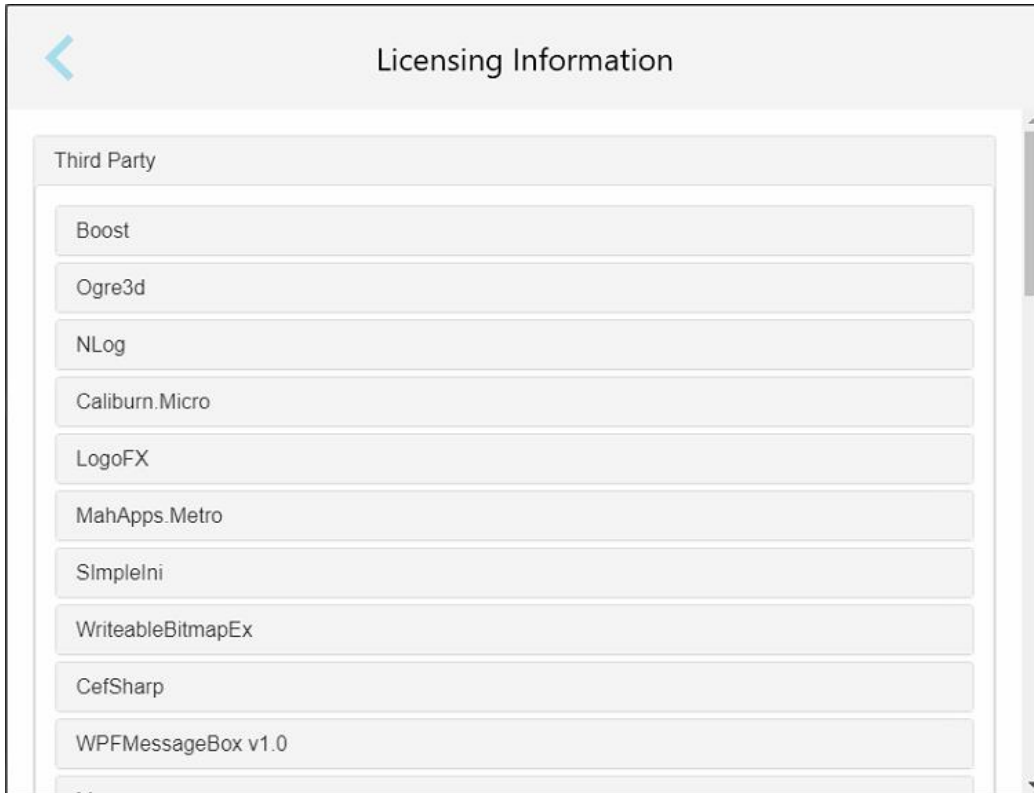 Licensing Information
Third Party
Boost
Ogre3d
NLog
Caliburn.Micro
LogoFX
MahApps.Metro
SImpleIni
WriteableBitmapEx
CefSharp
WPFMessageBox v1.0